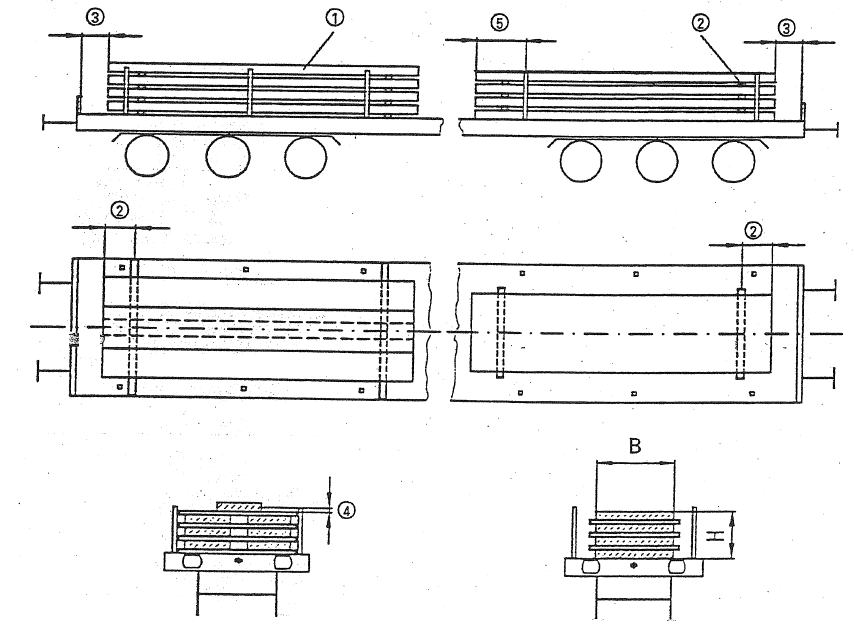 ③ ① ⑤ ② ③
② ②
④ B H